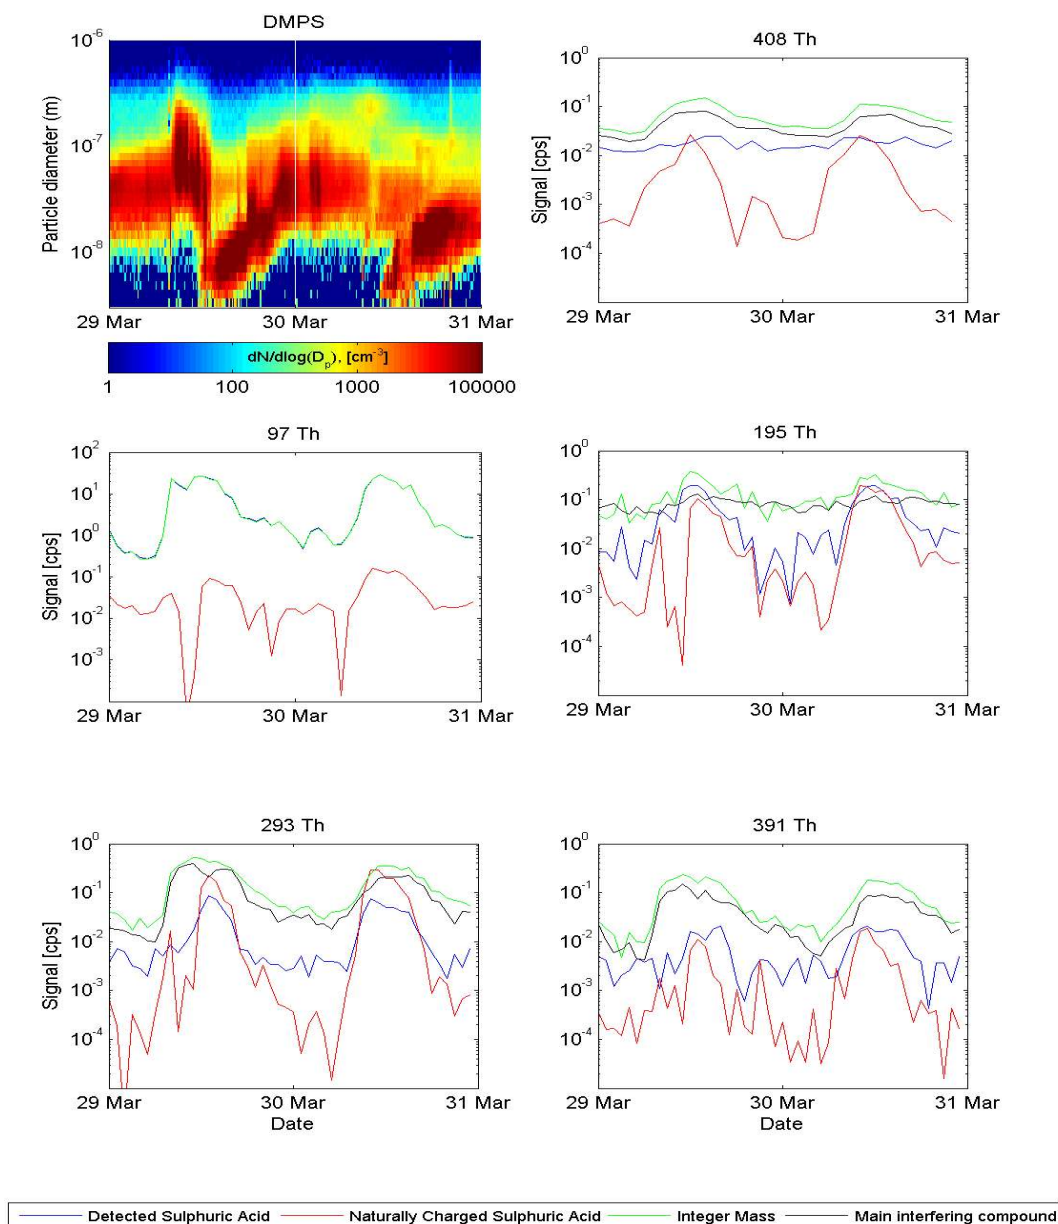 DMPS
408 Th
10^-6
10^-7
10^-8
Particle diameter (m)
29 Mar 30 Mar 31 Mar
dN/dlog(D_p), [cm^-3]
1 100 1000 100000
10^0
10^-1
10^-2
10^-3
10^-4
Signal [cps]
29 Mar 30 Mar 31 Mar
97 Th
10^2
10^1
10^0
10^-1
10^-2
10^-3
Signal [cps]
29 Mar 30 Mar 31 Mar
195 Th
10^0
10^-1
10^-2
10^-3
10^-4
Signal [cps]
29 Mar 30 Mar 31 Mar
293 Th
10^0
10^-1
10^-2
10^-3
10^-4
Signal [cps]
29 Mar 30 Mar 31 Mar
Date
391 Th
10^0
10^-1
10^-2
10^-3
10^-4
Signal [cps]
29 Mar 30 Mar 31 Mar
Date
Detected Sulphuric Acid Naturally Charged Sulphuric Acid Integer Mass Main interfering compound